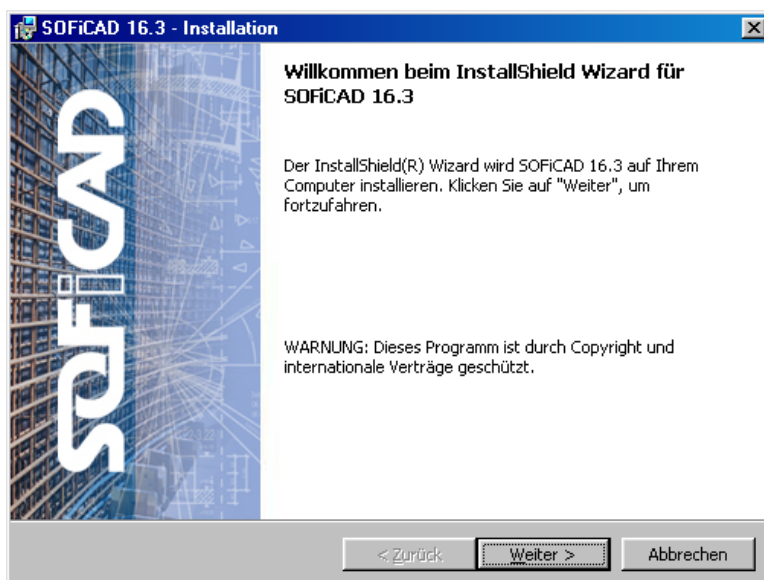 SOFiCAD 16.3 - Installation
SOFiCAD
Willkommen beim InstallShield Wizard für
SOFiCAD 16.3
Der InstallShield(R) Wizard wird SOFiCAD 16.3 auf Ihrem
Computer installieren. Klicken Sie auf "Weiter", um
fortzufahren.
WARNUNG: Dieses Programm ist durch Copyright und
internationale Verträge geschützt.
< Zurück
Weiter >
Abbrechen